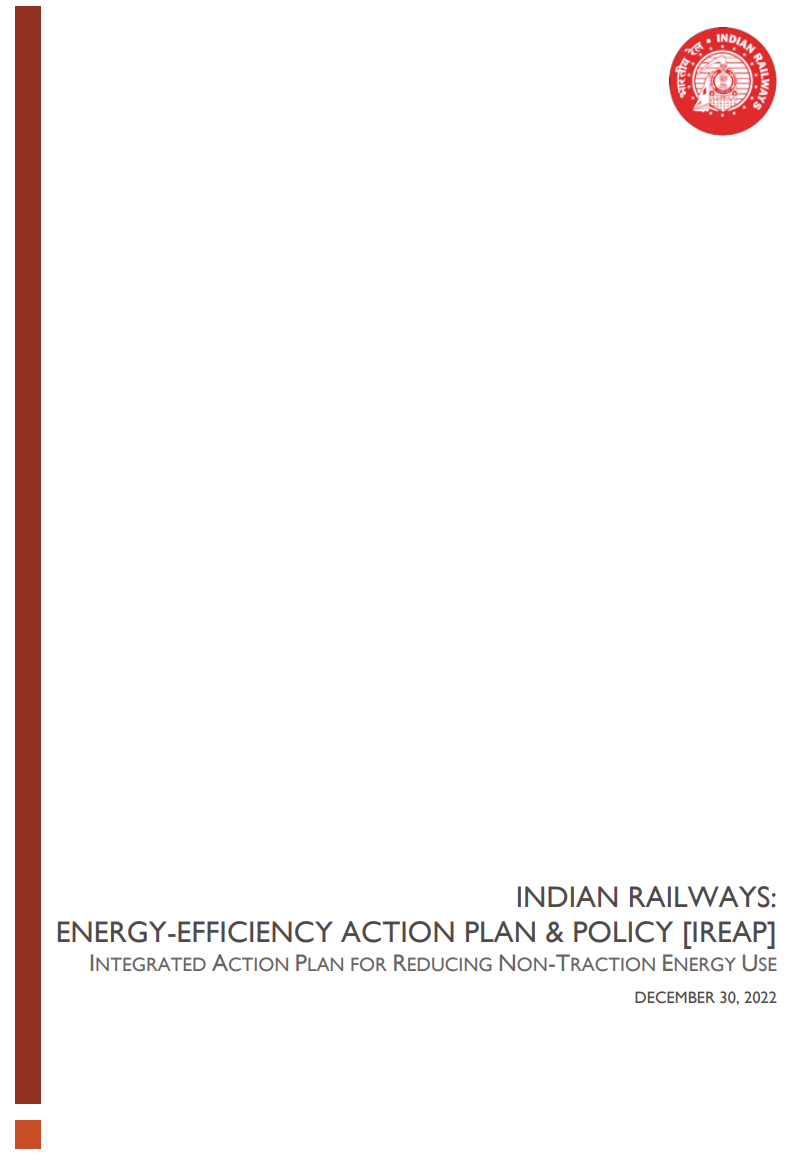 भारतीय रेल • INDIAN RAILWAYS
INDIAN RAILWAYS:
ENERGY-EFFICIENCY ACTION PLAN & POLICY [IREAP]
INTEGRATED ACTION PLAN FOR REDUCING NON-TRACTION ENERGY USE
DECEMBER 30, 2022